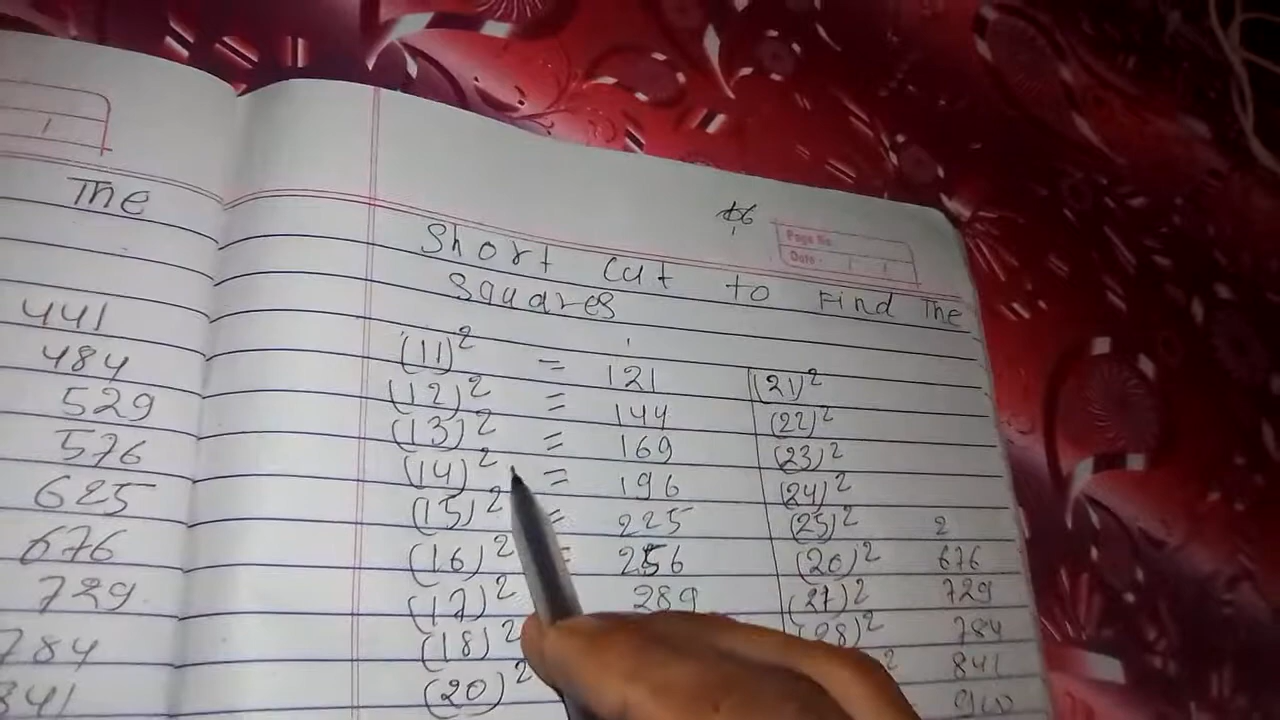 The
441
484
529
576
625
676
729
784
841
Page No.
Date :
Short Cut to Find The
Squares
(11)² = 121 (21)²
(12)² = 144 (22)²
(13)² = 169 (23)²
(14)² = 196 (24)²
(15)² = 225 (25)² 2
(16)² = 256 (26)² 676
(17)² 289 (27)² 729
(18)² (28)² 784
(20)² ² 841